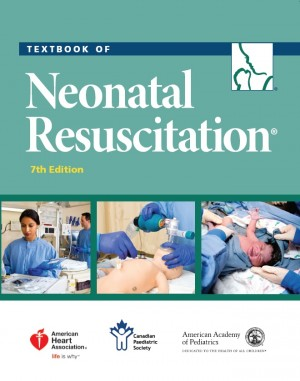 TEXTBOOK OF
Neonatal
Resuscitation®
7th Edition
American
Heart
Association®
life is why™
Canadian
Paediatric
Society
American Academy
of Pediatrics
DEDICATED TO THE HEALTH OF ALL CHILDREN®